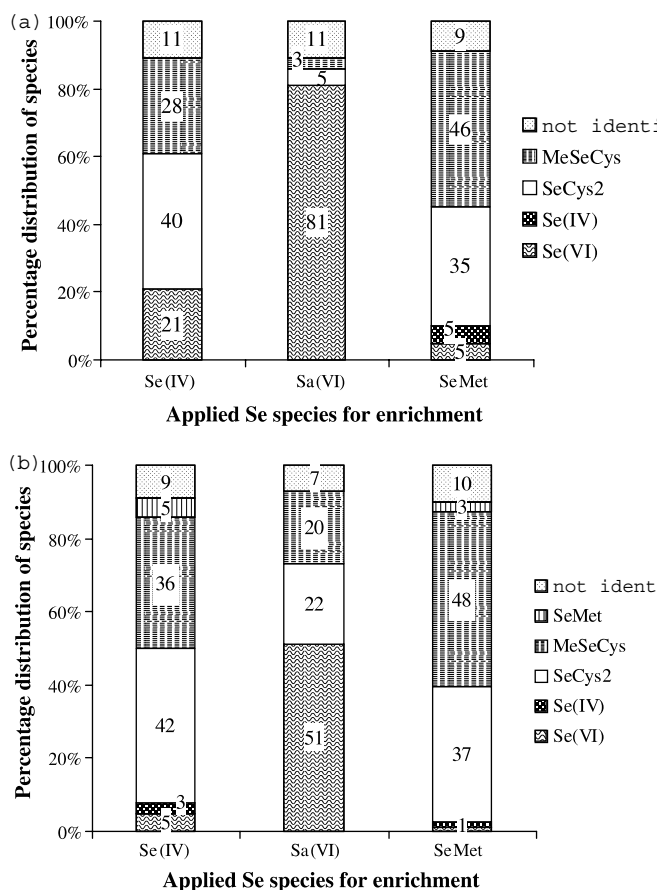 (a)
100%
80%
60%
40%
20%
0%
Percentage distribution of species
11
28
40
21
11
3
5
81
9
46
35
5
5
not identi
MeSeCys
SeCys2
Se(IV)
Se(VI)
Se(IV)
Sa(VI)
SeMet
Applied Se species for enrichment
(b)
100%
80%
60%
40%
20%
0%
Percentage distribution of species
9
5
36
42
3
5
7
20
22
51
10
3
48
37
1
not ident
SeMet
MeSeCys
SeCys2
Se(IV)
Se(VI)
Se(IV)
Sa(VI)
SeMet
Applied Se species for enrichment